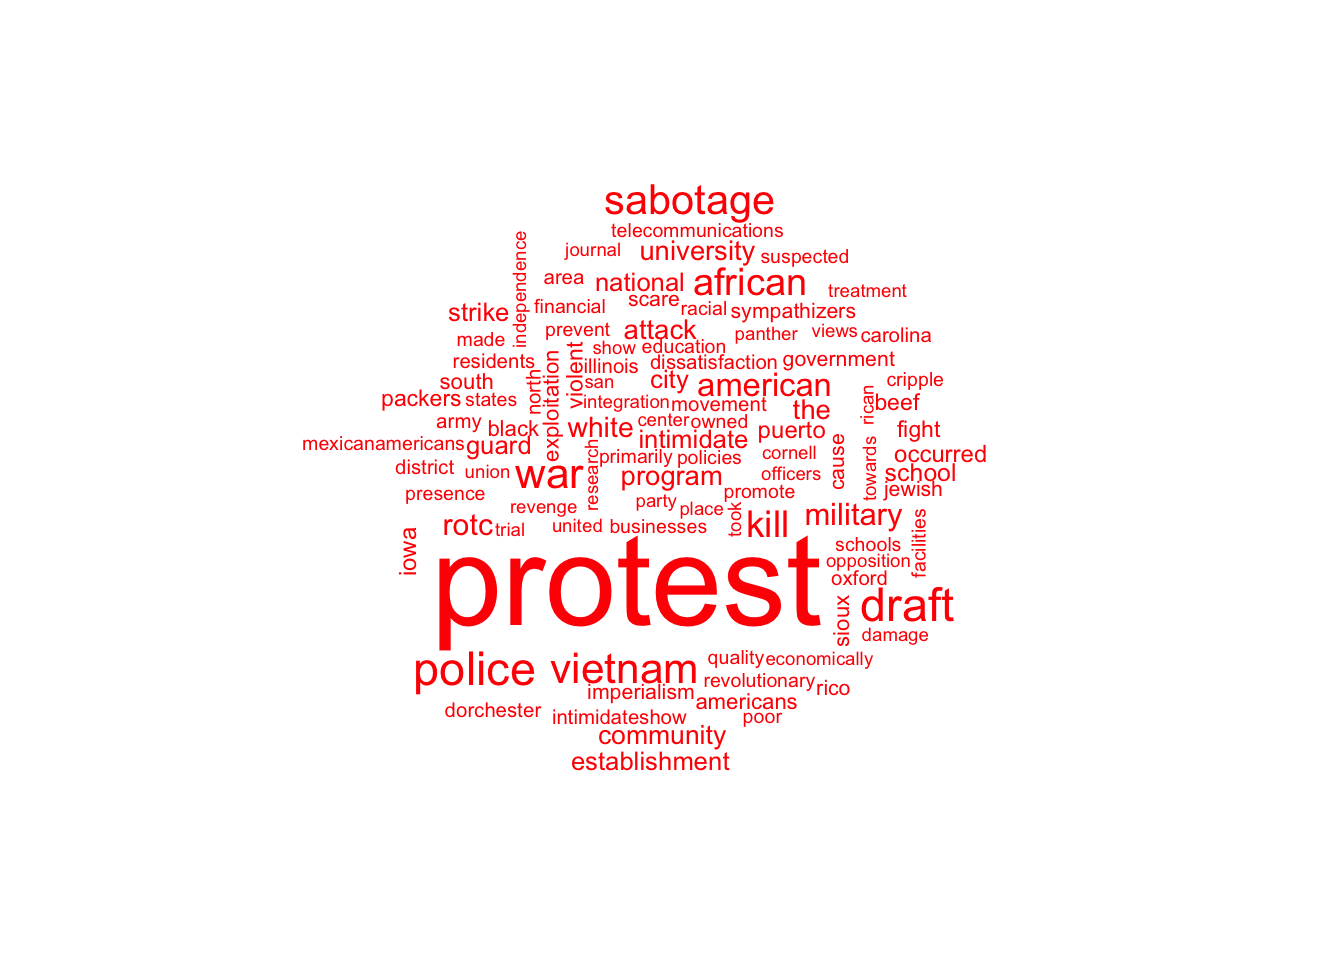 sabotage
telecommunications
journal university suspected
independence
area national african treatment
financial scare racial sympathizers
strike prevent attack panther views carolina
made show education
residents violent illinois dissatisfaction government
south north exploitation san city american cripple
packers states integration movement the rican beef
army black white center owned puerto fight
mexicanamericans guard intimidate
district union war research primarily policies cornell cause towards occurred
presence program officers school
revenge party place promote jewish
rotc trial united businesses took kill military
iowa schools facilities
protest opposition
oxford
sioux draft
damage
police vietnam quality economically
imperialism revolutionary rico
dorchester americans
intimidateshow poor
community
establishment